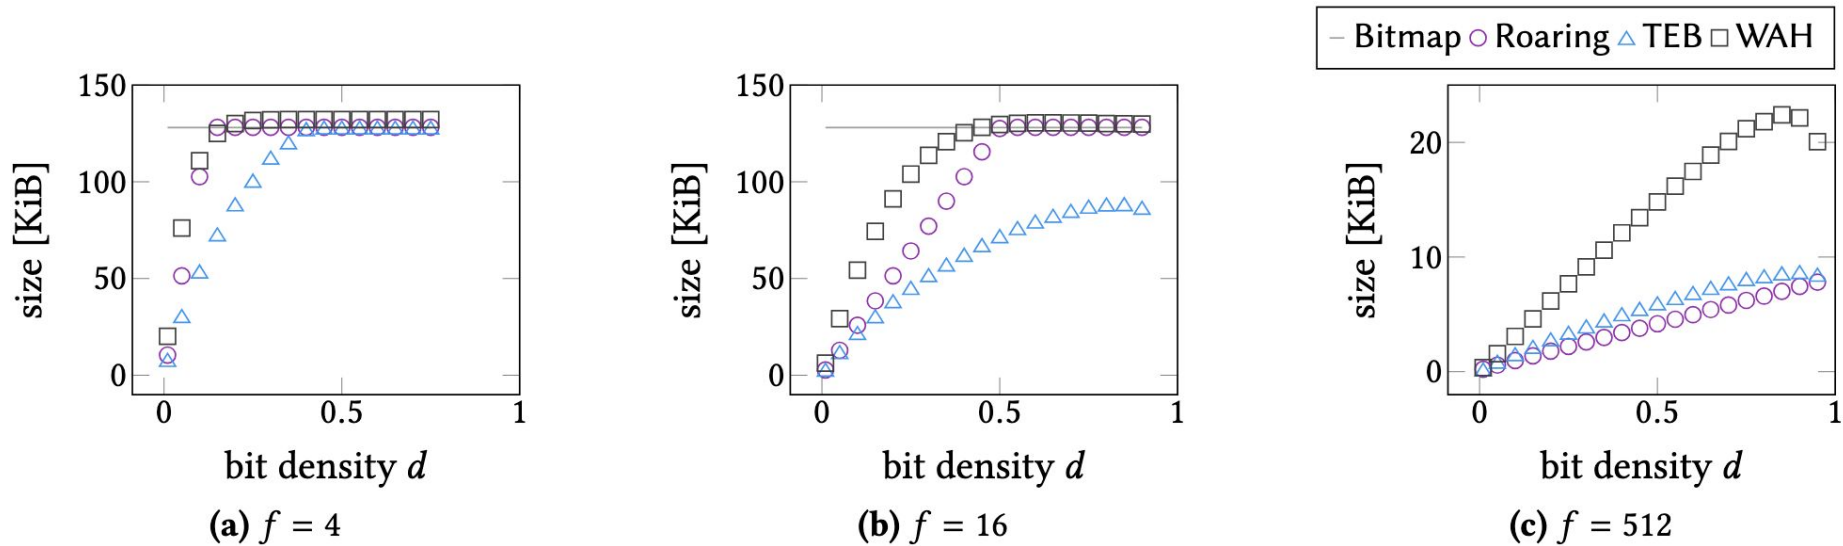 Bitmap Roaring TEB WAH
150
100
50
0
size [KiB]
0 0.5 1
bit density d
(a) f = 4
150
100
50
0
size [KiB]
0 0.5 1
bit density d
(b) f = 16
20
10
0
size [KiB]
0 0.5 1
bit density d
(c) f = 512